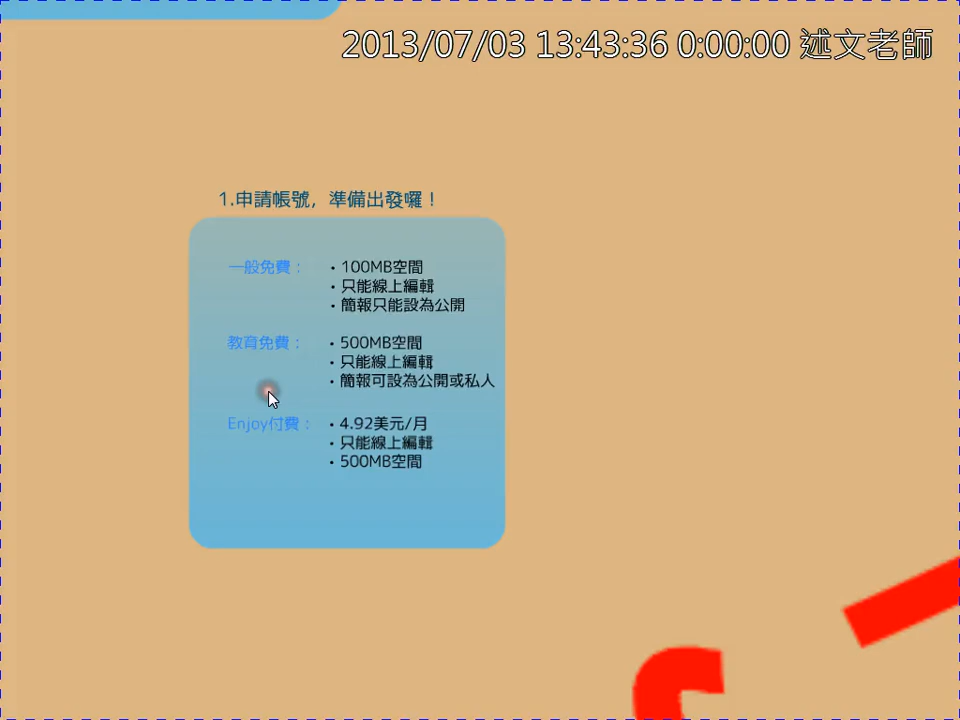 2013/07/03 13:43:36 0:00:00 述文老師
1.申請帳號，準備出發囉！
一般免費： • 100MB空間
• 只能線上編輯
• 簡報只能設為公開
教育免費： • 500MB空間
• 只能線上編輯
• 簡報可設為公開或私人
Enjoy付費： • 4.92美元/月
• 只能線上編輯
• 500MB空間